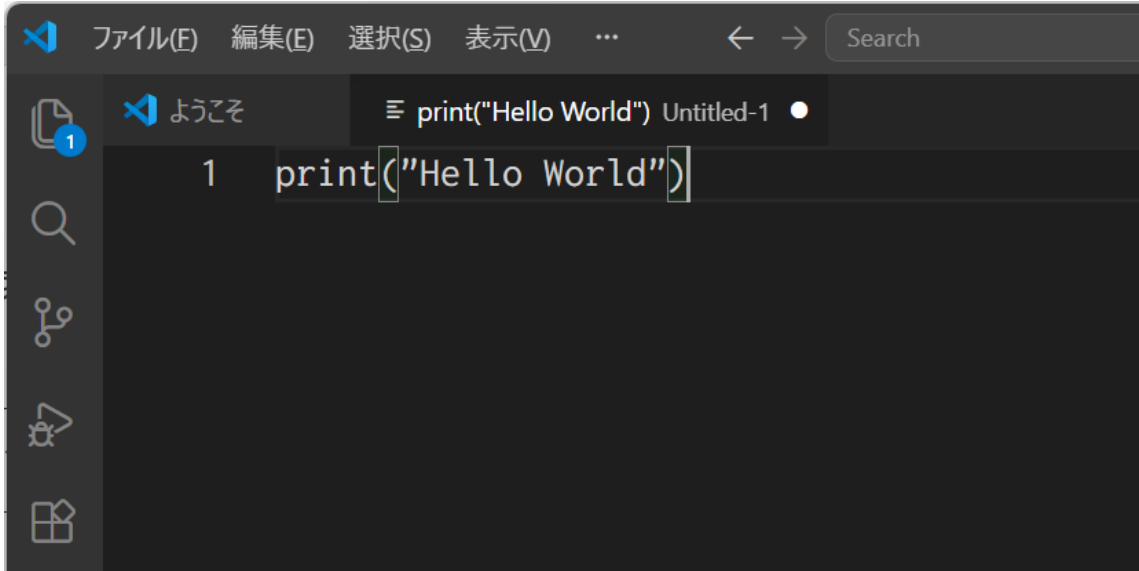 ファイル(F) 編集(E) 選択(S) 表示(V) ··· ← → Search
ようこそ print("Hello World") Untitled-1 ●
1 print("Hello World")
1